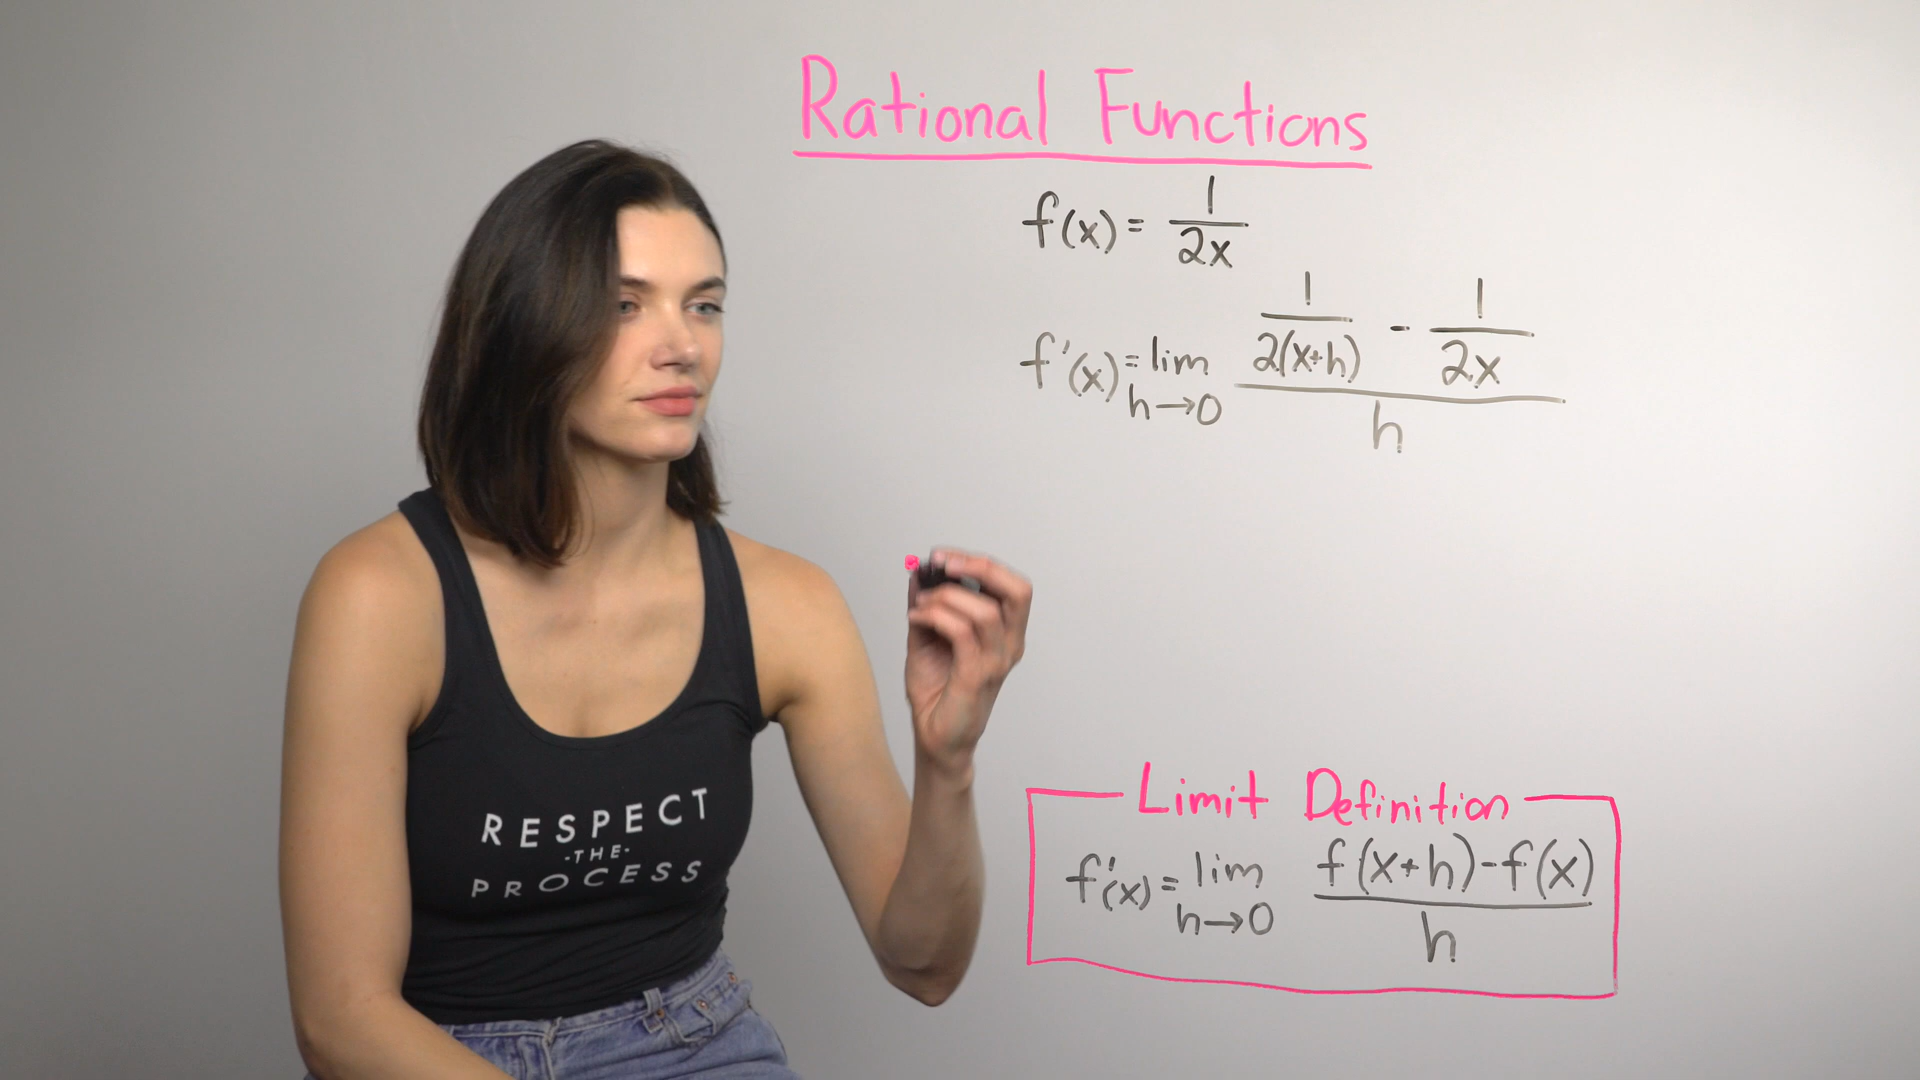 Rational Functions
f(x) = 1/2x
f'(x) = lim h→0 (1/2(x+h) - 1/2x)/h
RESPECT
-THE-
PROCESS
Limit Definition
f'(x) = lim h→0 (f(x+h)-f(x))/h